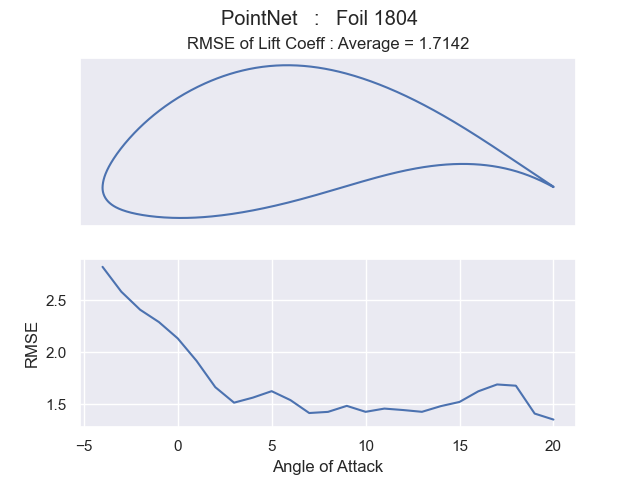 PointNet : Foil 1804
RMSE of Lift Coeff : Average = 1.7142
2.5
2.0
1.5
RMSE
−5 0 5 10 15 20
Angle of Attack